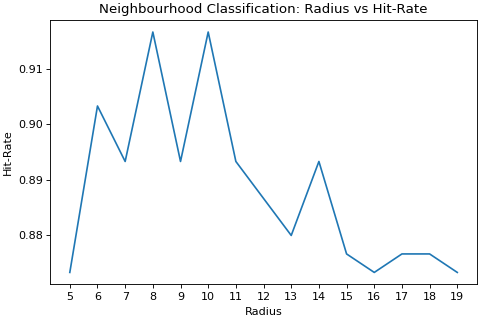 Neighbourhood Classification: Radius vs Hit-Rate
0.91
0.90
0.89
0.88
Hit-Rate
5 6 7 8 9 10 11 12 13 14 15 16 17 18 19
Radius